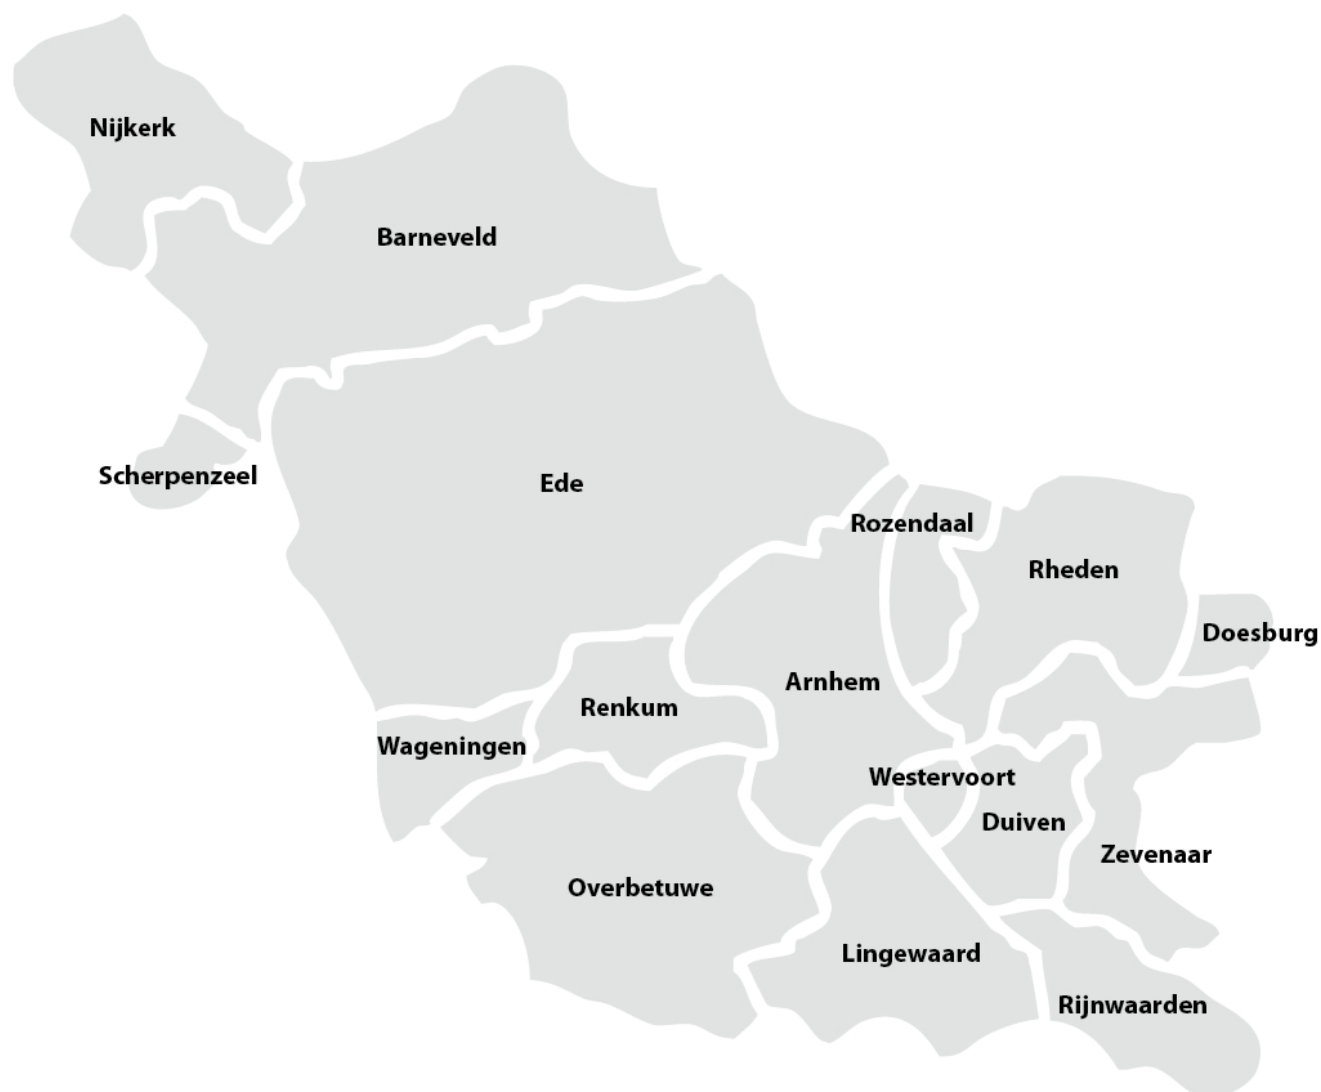 Nijkerk
Barneveld
Scherpenzeel
Ede
Rozendaal
Rheden
Doesburg
Arnhem
Renkum
Wageningen
Westervoort
Duiven
Zevenaar
Overbetuwe
Lingewaard
Rijnwaarden